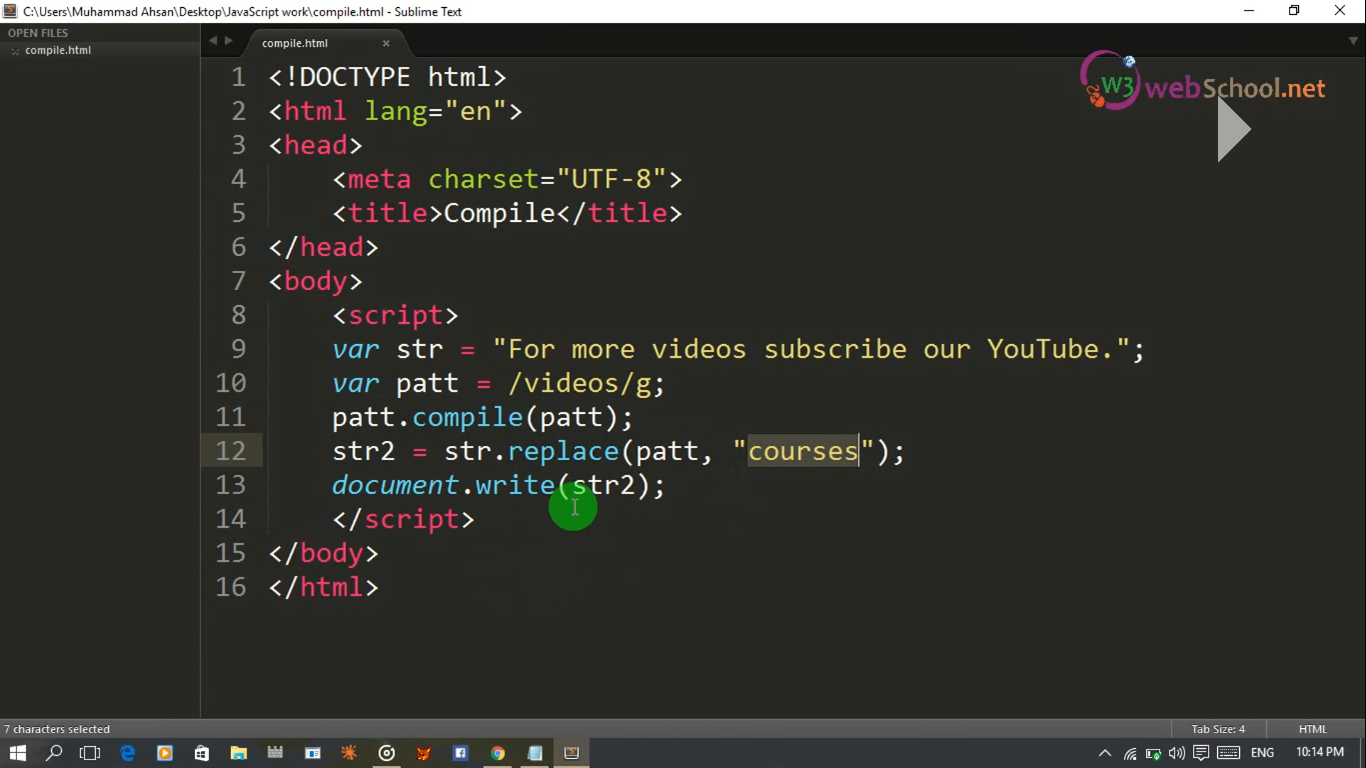 C:\Users\Muhammad Ahsan\Desktop\JavaScript work\compile.html - Sublime Text
OPEN FILES
compile.html
compile.html
W3 webSchool.net
1 <!DOCTYPE html>
2 <html lang="en">
3 <head>
4 <meta charset="UTF-8">
5 <title>Compile</title>
6 </head>
7 <body>
8 <script>
9 var str = "For more videos subscribe our YouTube.";
10 var patt = /videos/g;
11 patt.compile(patt);
12 str2 = str.replace(patt, "courses");
13 document.write(str2);
14 </script>
15 </body>
16 </html>
7 characters selected
Tab Size: 4
HTML
ENG
10:14 PM